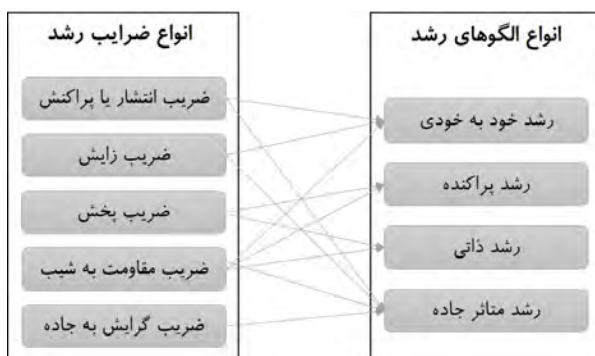 انواع الگوهای رشد
رشد خود به خودی
رشد پراکنده
رشد ذاتی
رشد متاثر جاده
انواع ضرایب رشد
ضریب انتشار یا پراکنش
ضریب زایش
ضریب پخش
ضریب مقاومت به شیب
ضریب گرایش به جاده